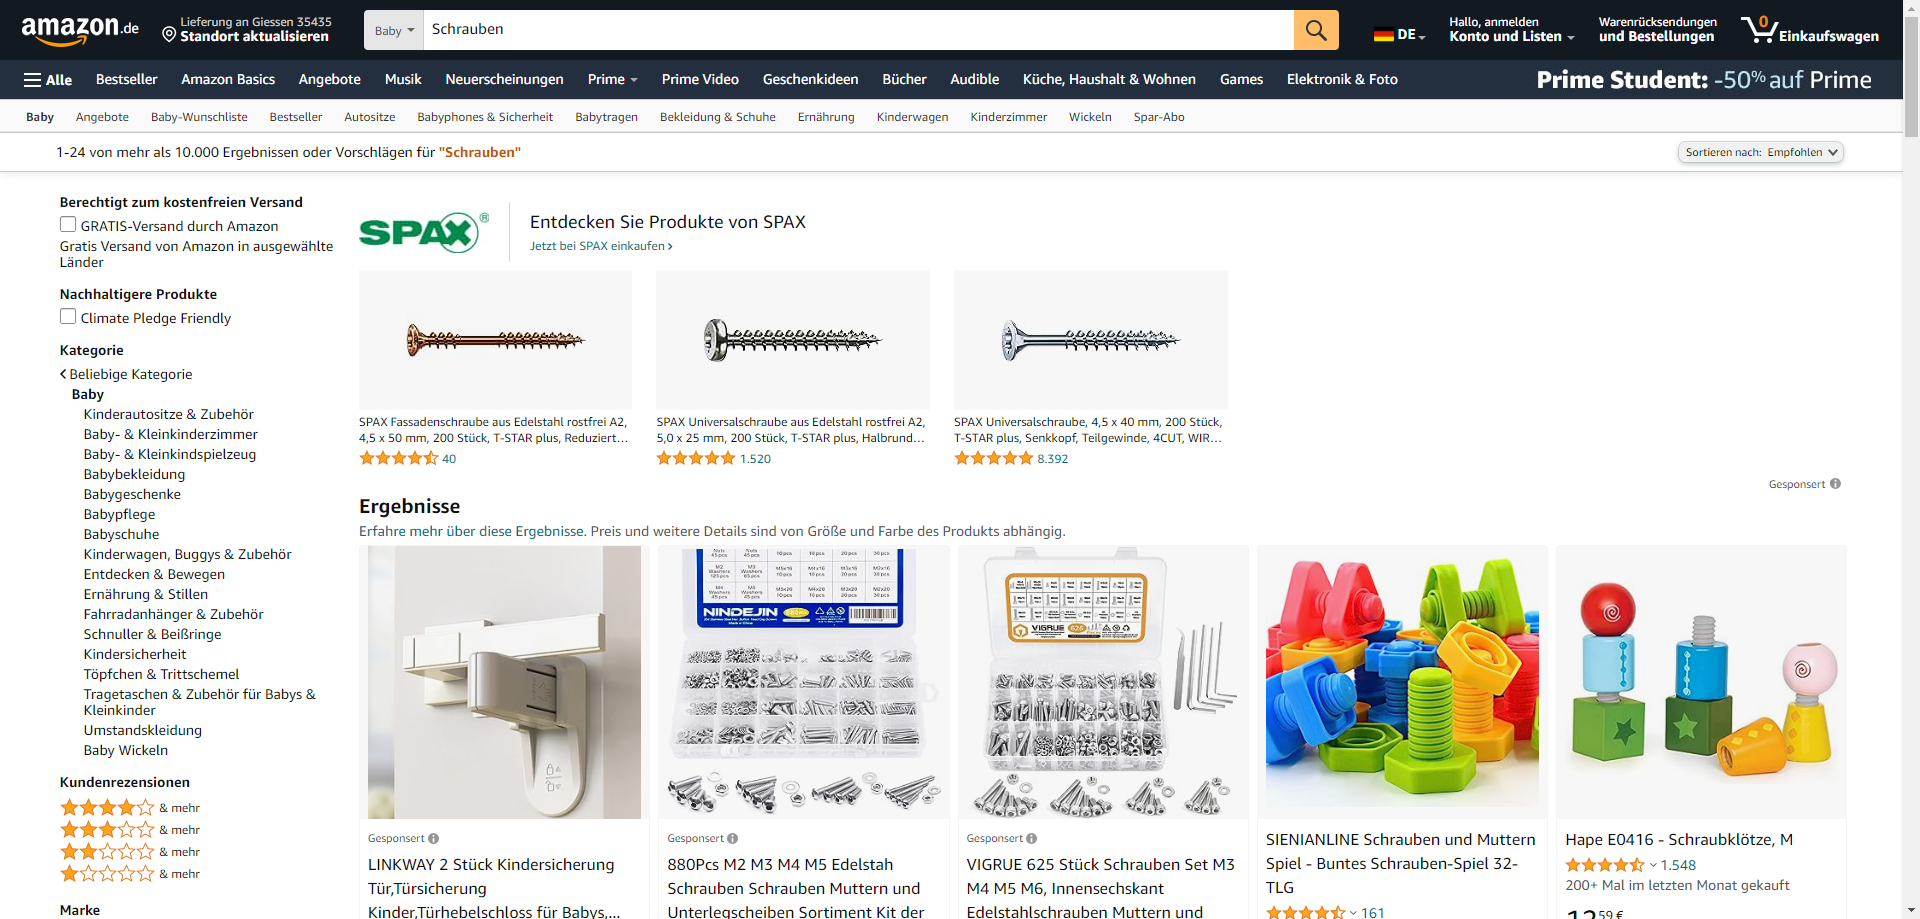 amazon.de
Lieferung an Giessen 35435
Standort aktualisieren
Baby
Schrauben
DE
Hallo, anmelden
Konto und Listen
Warenrücksendungen
und Bestellungen
0
Einkaufswagen
Alle
Bestseller
Amazon Basics
Angebote
Musik
Neuerscheinungen
Prime
Prime Video
Geschenkideen
Bücher
Audible
Küche, Haushalt & Wohnen
Games
Elektronik & Foto
Prime Student: -50% auf Prime
Baby
Angebote
Baby-Wunschliste
Bestseller
Autositze
Babyphones & Sicherheit
Babytragen
Bekleidung & Schuhe
Ernährung
Kinderwagen
Kinderzimmer
Wickeln
Spar-Abo
1-24 von mehr als 10.000 Ergebnissen oder Vorschlägen für "Schrauben"
Sortieren nach: Empfohlen
Berechtigt zum kostenfreien Versand
GRATIS-Versand durch Amazon
Gratis Versand von Amazon in ausgewählte
Länder
Nachhaltigere Produkte
Climate Pledge Friendly
Kategorie
Beliebige Kategorie
Baby
Kinderautositze & Zubehör
Baby- & Kleinkinderzimmer
Baby- & Kleinkindspielzeug
Babybekleidung
Babygeschenke
Babypflege
Babyschuhe
Kinderwagen, Buggys & Zubehör
Entdecken & Bewegen
Ernährung & Stillen
Fahrradanhänger & Zubehör
Schnuller & Beißringe
Kindersicherheit
Töpfchen & Trittschemel
Tragetaschen & Zubehör für Babys &
Kleinkinder
Umstandskleidung
Baby Wickeln
Kundenrezensionen
& mehr
& mehr
& mehr
& mehr
Marke
SPAX®
Entdecken Sie Produkte von SPAX
Jetzt bei SPAX einkaufen ›
SPAX Fassadenschraube aus Edelstahl rostfrei A2,
4,5 x 50 mm, 200 Stück, T-STAR plus, Reduziert…
40
SPAX Universalschraube aus Edelstahl rostfrei A2,
5,0 x 25 mm, 200 Stück, T-STAR plus, Halbrund…
1.520
SPAX Universalschraube, 4,5 x 40 mm, 200 Stück,
T-STAR plus, Senkkopf, Teilgewinde, 4CUT, WIR…
8.392
Gesponsert
Ergebnisse
Erfahre mehr über diese Ergebnisse. Preis und weitere Details sind von Größe und Farbe des Produkts abhängig.
NINDEJIN
VIGRUE
625
Gesponsert
LINKWAY 2 Stück Kindersicherung
Tür,Türsicherung
Kinder,Türhebelschloss für Babys,...
Gesponsert
880Pcs M2 M3 M4 M5 Edelstah
Schrauben Schrauben Muttern und
Unterlegscheiben Sortiment Kit der
Gesponsert
VIGRUE 625 Stück Schrauben Set M3
M4 M5 M6, Innensechskant
Edelstahlschrauben Muttern und
SIENIANLINE Schrauben und Muttern
Spiel - Buntes Schrauben-Spiel 32-
TLG
161
Hape E0416 - Schraubklötze, M
1.548
200+ Mal im letzten Monat gekauft
12,59 €